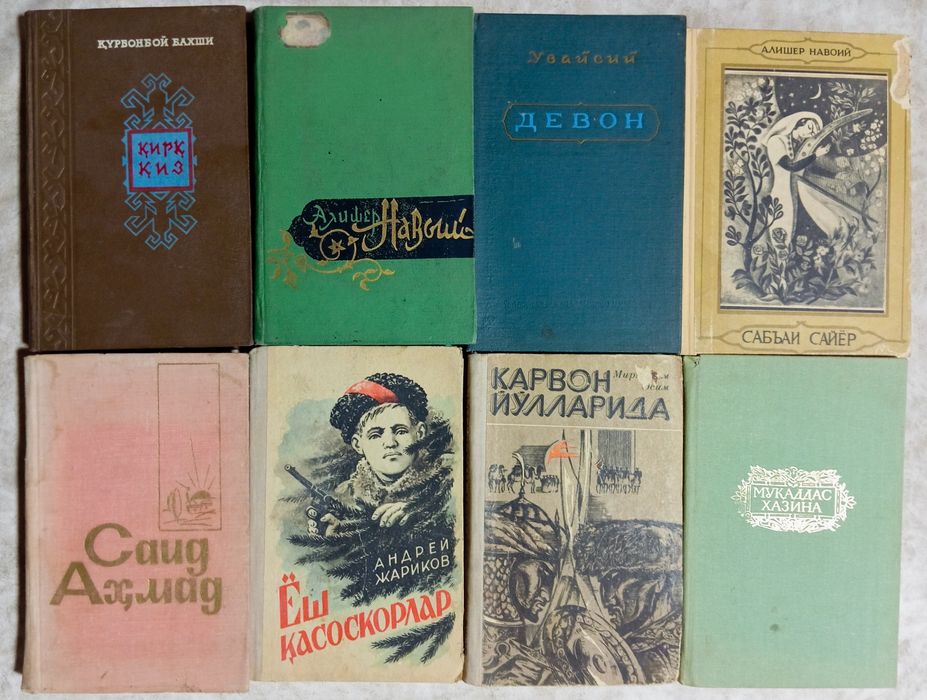 ҚУРБОНБОЙ БАХШИ
ҚИРҚ
ҚИЗ
Алишер Навоий
Увайсий
ДЕВОН
АЛИШЕР НАВОИЙ
САБЪАИ САЙЁР
Саид
Аҳмад
АНДРЕЙ
ЖАРИКОВ
ЁШ
ҚАСОСКОРЛАР
КАРВОН
ЙЎЛЛАРИДА
МУҚАДДАС
ХАЗИНА